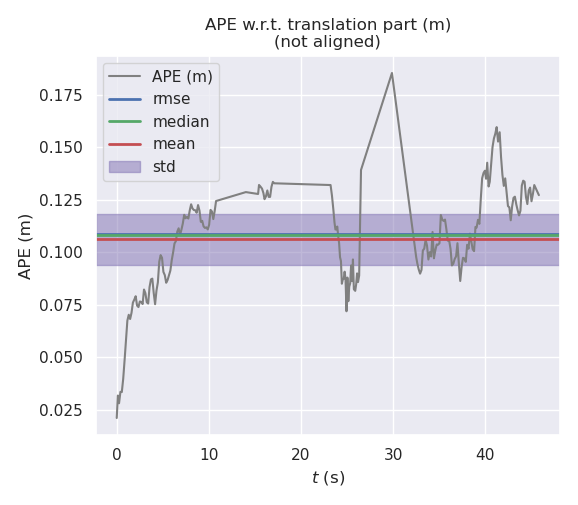 APE w.r.t. translation part (m)
(not aligned)
APE (m)
rmse
median
mean
std
0.175
0.150
0.125
0.100
0.075
0.050
0.025
APE (m)
0 10 20 30 40
t (s)